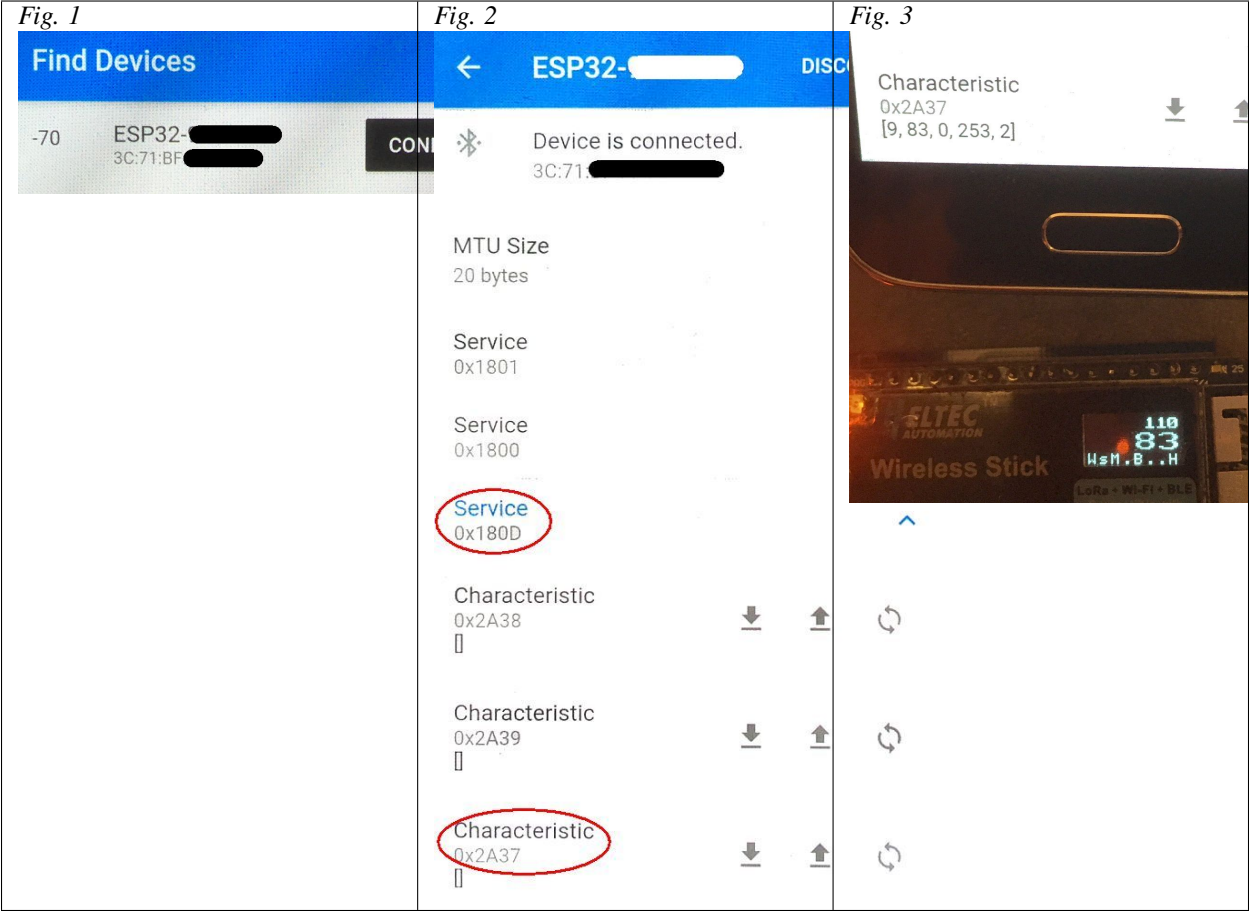 Fig. 1
Find Devices
-70
ESP32-
3C:71:BF
CON
Fig. 2
ESP32-
DISC
Device is connected.
3C:71:
MTU Size
20 bytes
Service
0x1801
Service
0x1800
Service
0x180D
Characteristic
0x2A38
[]
Characteristic
0x2A39
[]
Characteristic
0x2A37
[]
Fig. 3
Characteristic
0x2A37
[9, 83, 0, 253, 2]
25
HELTEC
AUTOMATION
Wireless Stick
110
83
WsM.B..H
LoRa + Wi-Fi + BLE